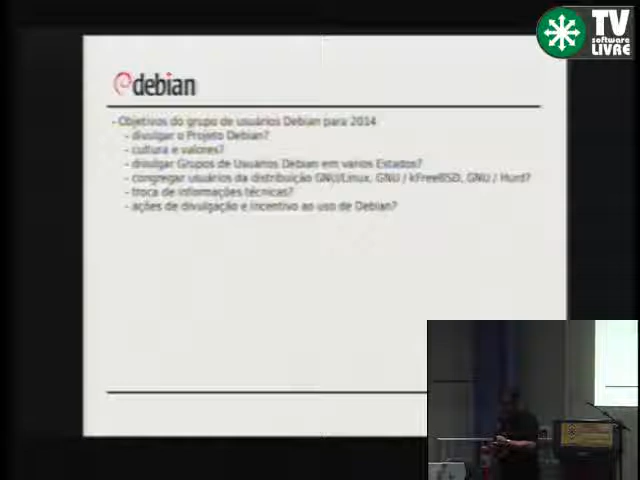 TV
software
LIVRE
debian
- Objetivos do grupo de usuários Debian para 2014
- divulgar o Projeto Debian?
- cultura e valores?
- divulgar Grupos de Usuários Debian em vários Estados?
- congregar usuários da distribuição GNU/Linux, GNU / kFreeBSD, GNU / Hurd?
- troca de informações técnicas?
- ações de divulgação e incentivo ao uso de Debian?